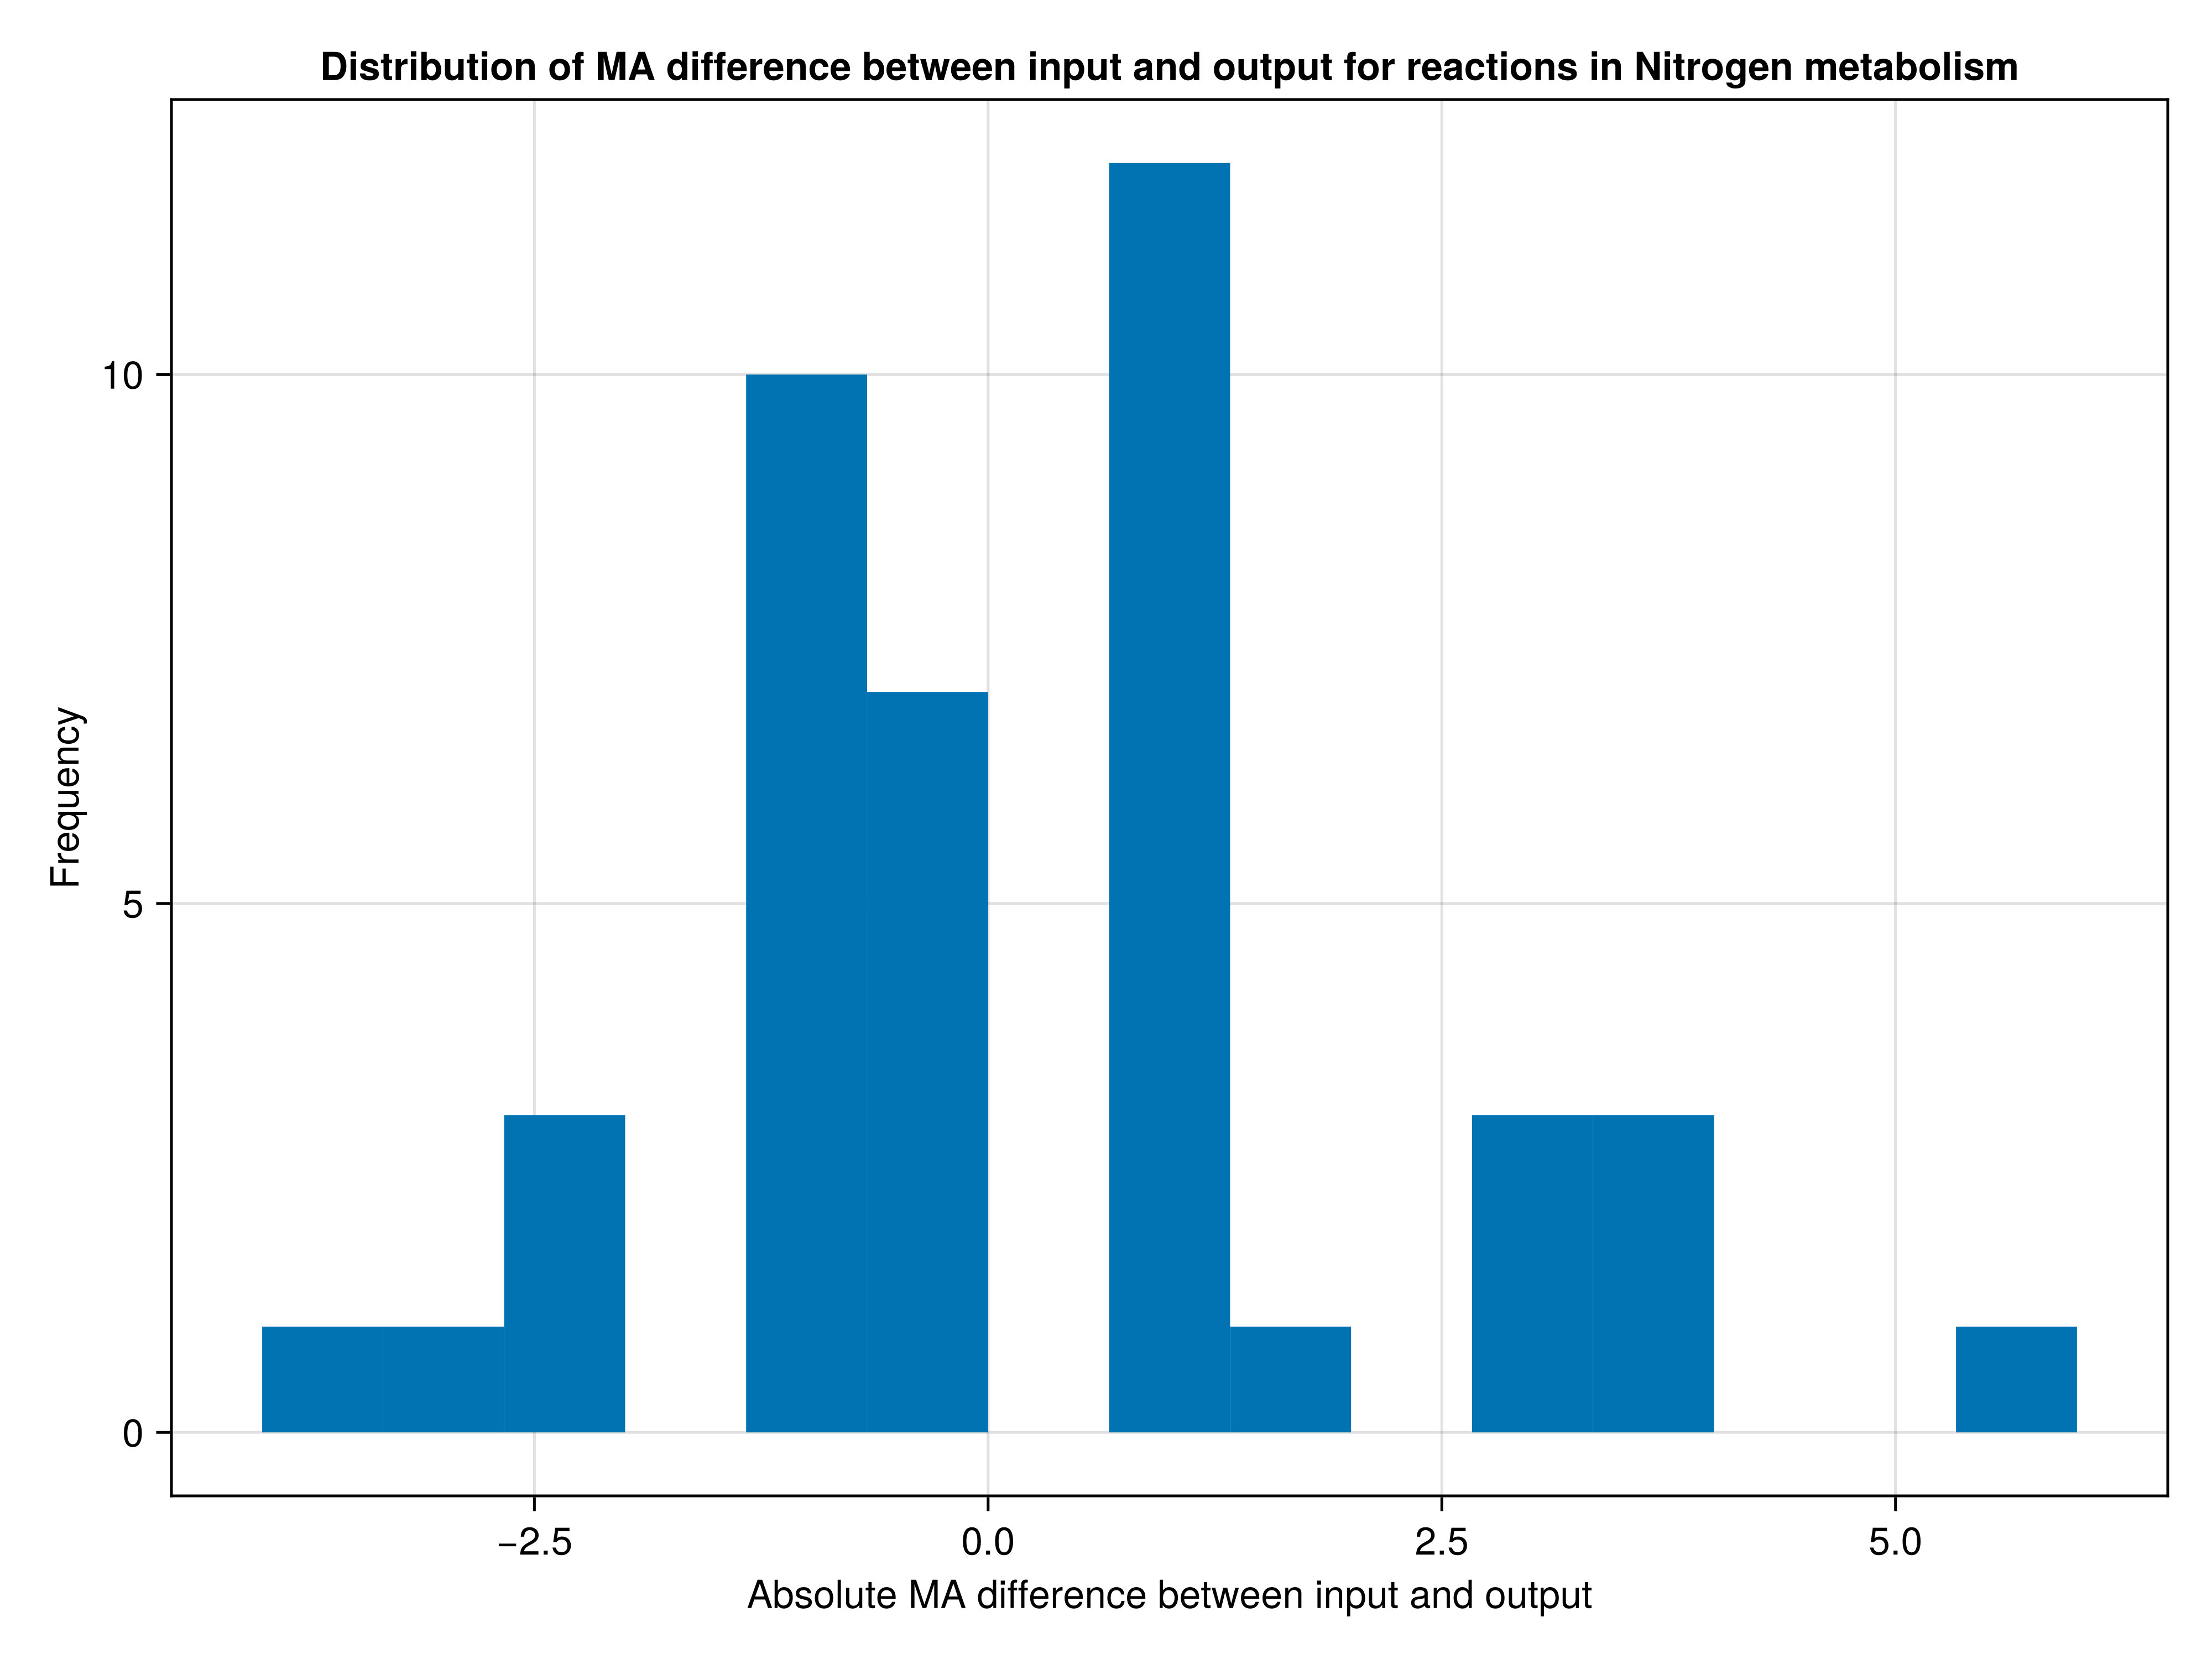 Distribution of MA difference between input and output for reactions in Nitrogen metabolism
10
5
0
Frequency
−2.5
0.0
2.5
5.0
Absolute MA difference between input and output